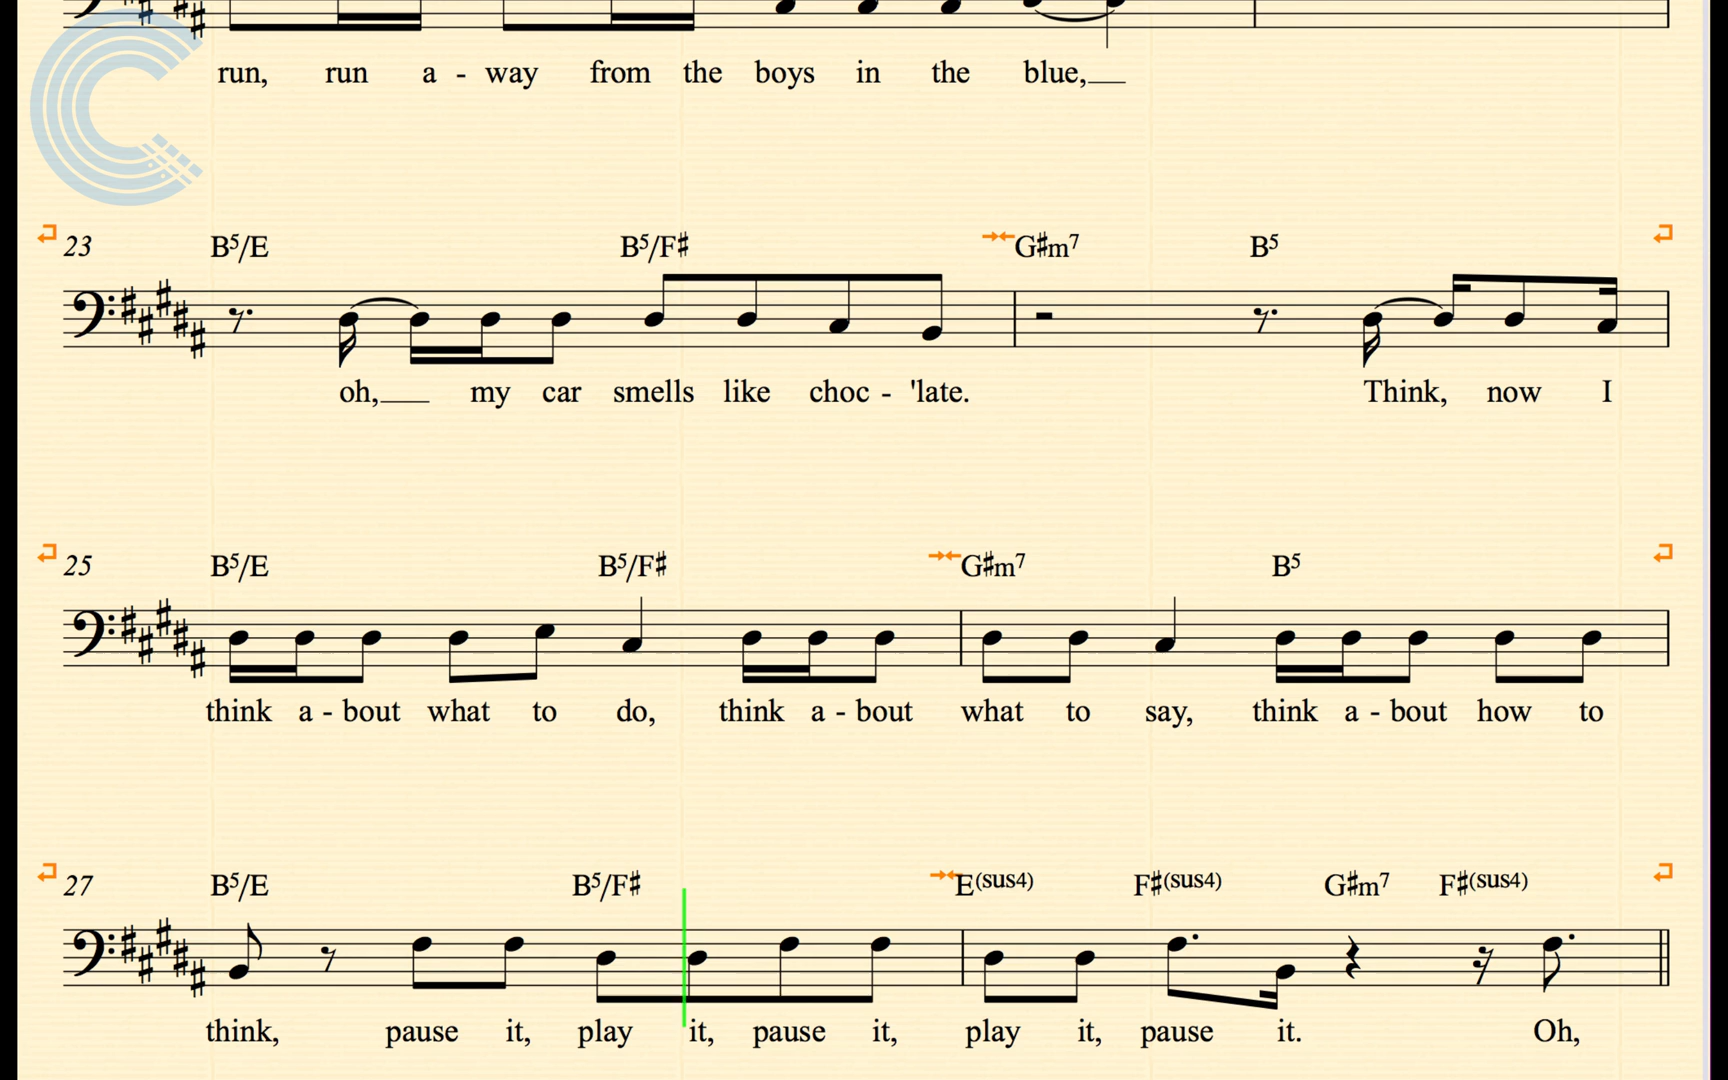 run, run a - way from the boys in the blue,
23 B5/E B5/F♯ G♯m7 B5
oh, my car smells like choc - 'late. Think, now I
25 B5/E B5/F♯ G♯m7 B5
think a - bout what to do, think a - bout what to say, think a - bout how to
27 B5/E B5/F♯ E(sus4) F♯(sus4) G♯m7 F♯(sus4)
think, pause it, play it, pause it, play it, pause it. Oh,